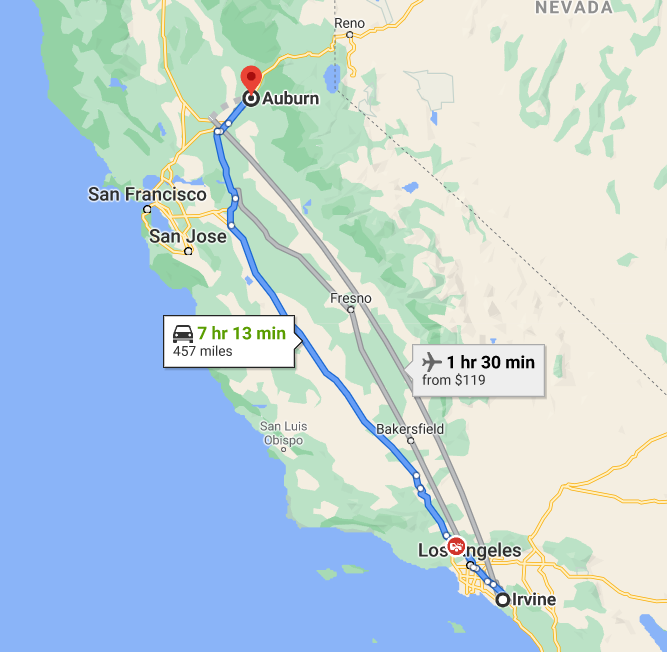 NEVADA
Reno
Auburn
San Francisco
San Jose
Fresno
7 hr 13 min
457 miles
1 hr 30 min
from $119
San Luis
Obispo
Bakersfield
Los Angeles
Irvine